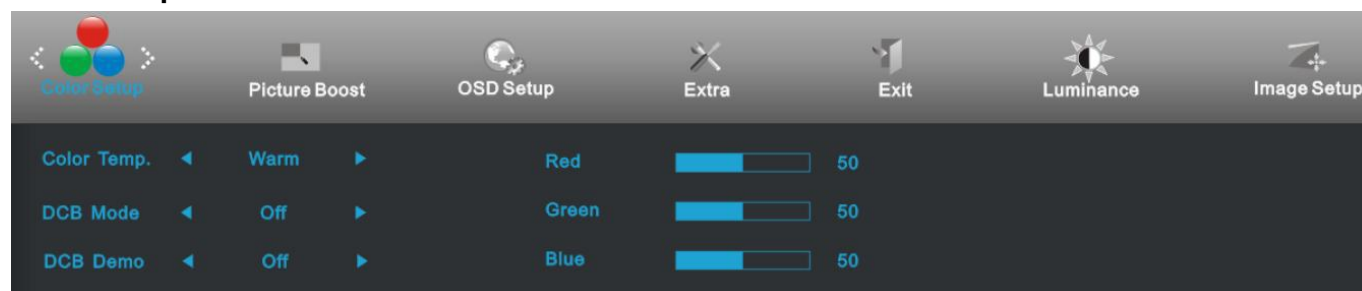 Color Setup
Picture Boost
OSD Setup
Extra
Exit
Luminance
Image Setup
Color Temp. Warm Red 50
DCB Mode Off Green 50
DCB Demo Off Blue 50